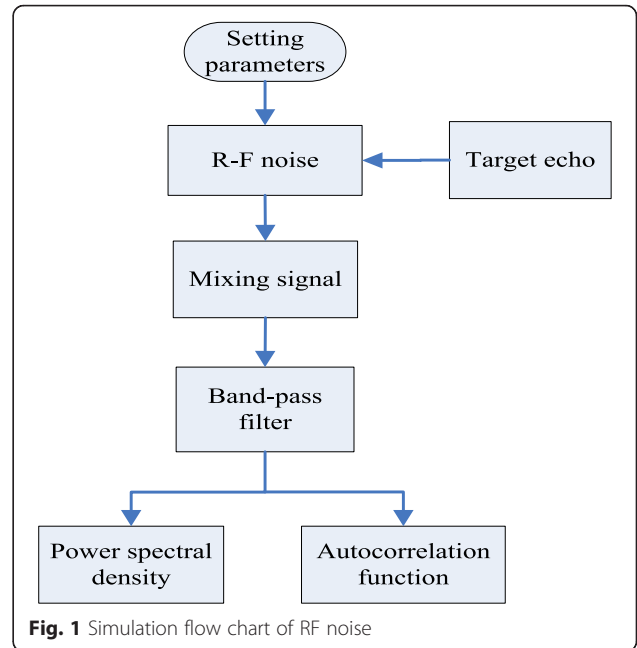 Setting
parameters
R-F noise
Target echo
Mixing signal
Band-pass
filter
Power spectral
density
Autocorrelation
function
Fig. 1 Simulation flow chart of RF noise